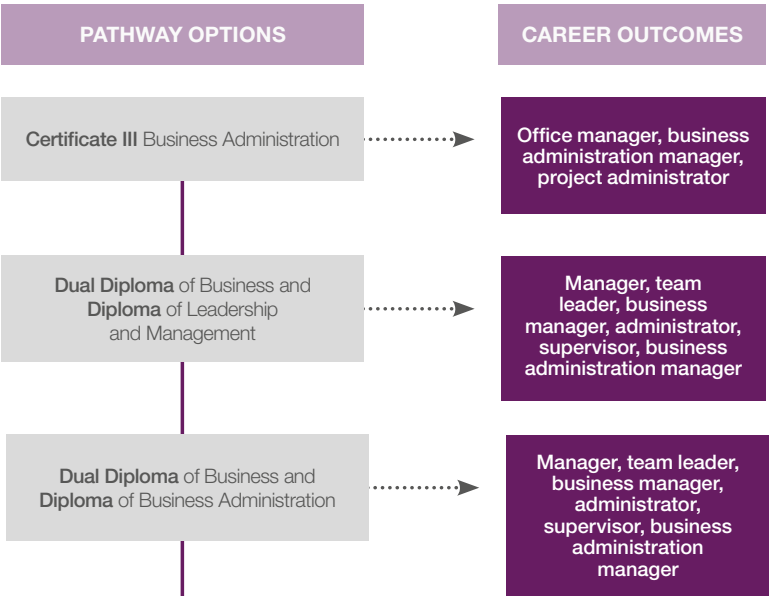 PATHWAY OPTIONS
CAREER OUTCOMES
Certificate III Business Administration
Office manager, business
administration manager,
project administrator
Dual Diploma of Business and
Diploma of Leadership
and Management
Manager, team
leader, business
manager, administrator,
supervisor, business
administration manager
Dual Diploma of Business and
Diploma of Business Administration
Manager, team leader,
business manager,
administrator,
supervisor, business
administration
manager